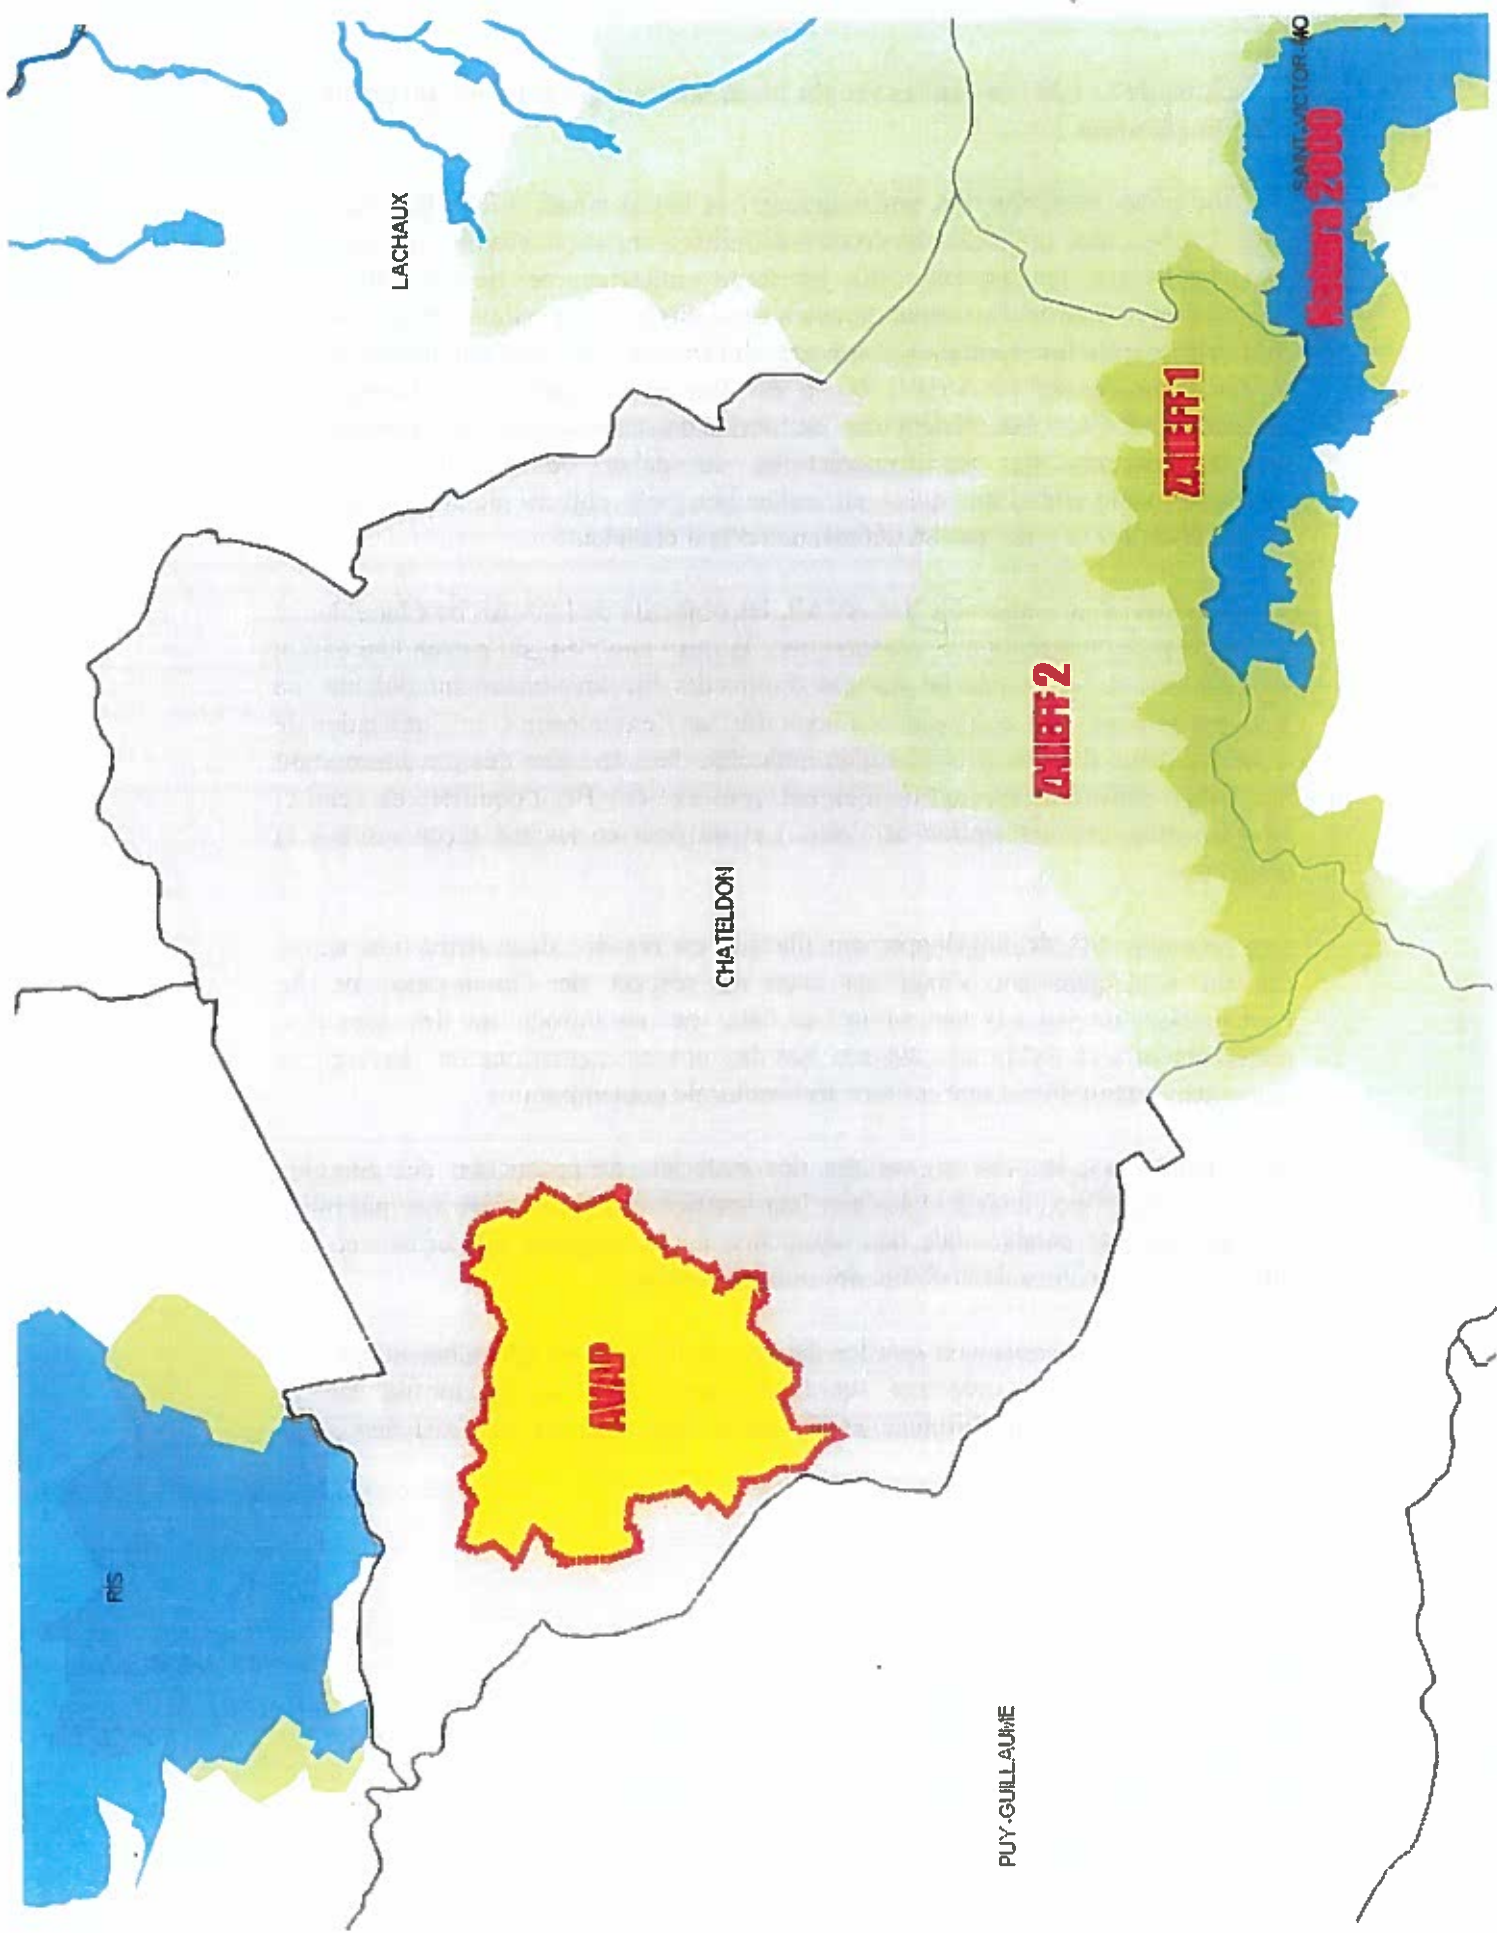 RIS
LACHAUX
AVAP
CHATELDON
PUY-GUILLAUME
ZNIEFF 2
ZNIEFF 1
SAINT-VICTOR-MO
Natura 2000